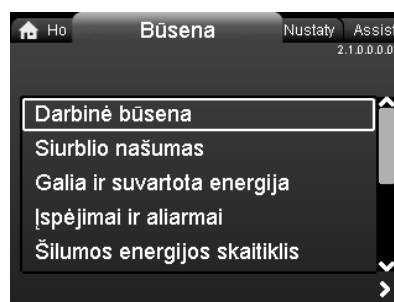 Ho Būsena Nustaty Assist
2.1.0.0.0.0
Darbinė būsena
Siurblio našumas
Galia ir suvartota energija
Įspėjimai ir aliarmai
Šilumos energijos skaitiklis